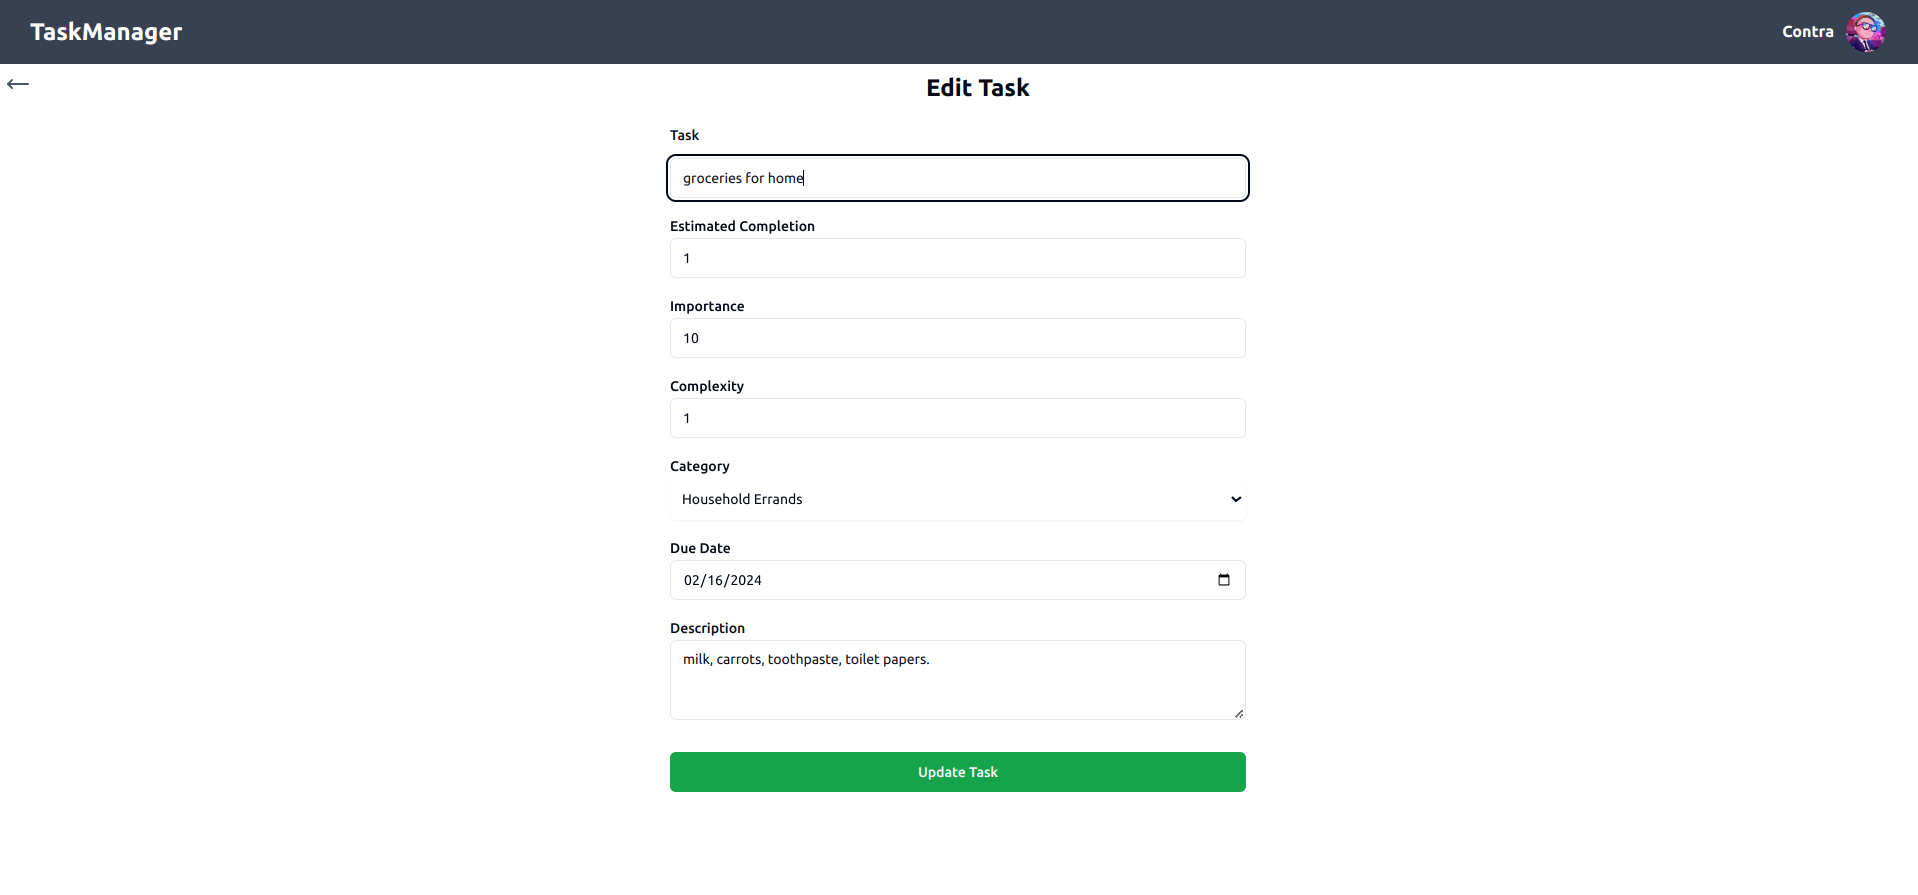 TaskManager
Contra
Edit Task
Task
groceries for home
Estimated Completion
1
Importance
10
Complexity
1
Category
Household Errands
Due Date
02/16/2024
Description
milk, carrots, toothpaste, toilet papers.
Update Task